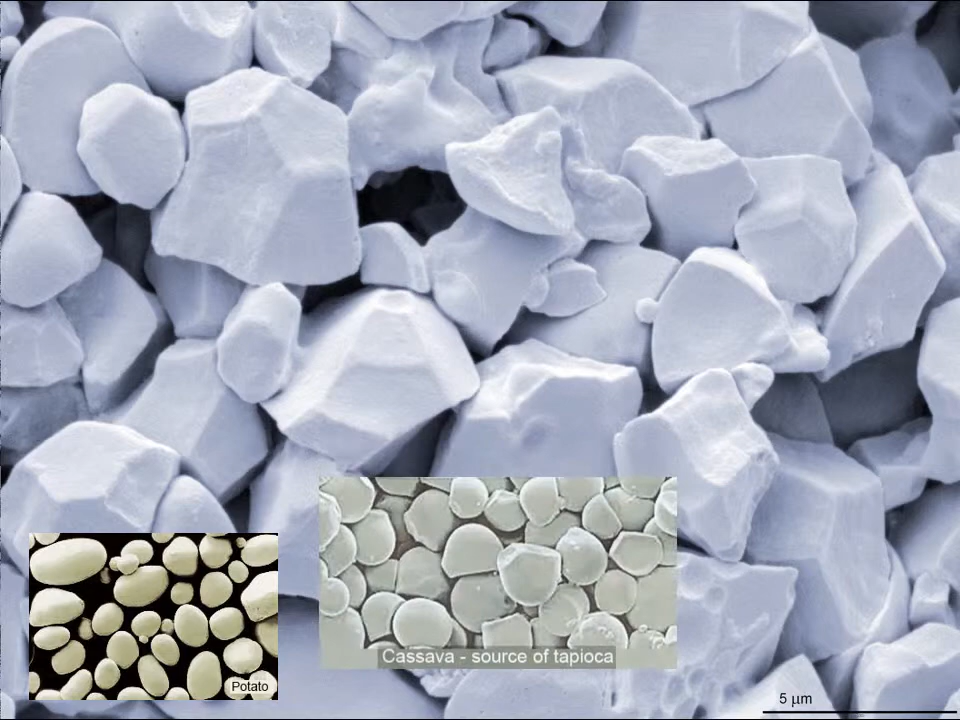 Cassava - source of tapioca
Potato
5 μm